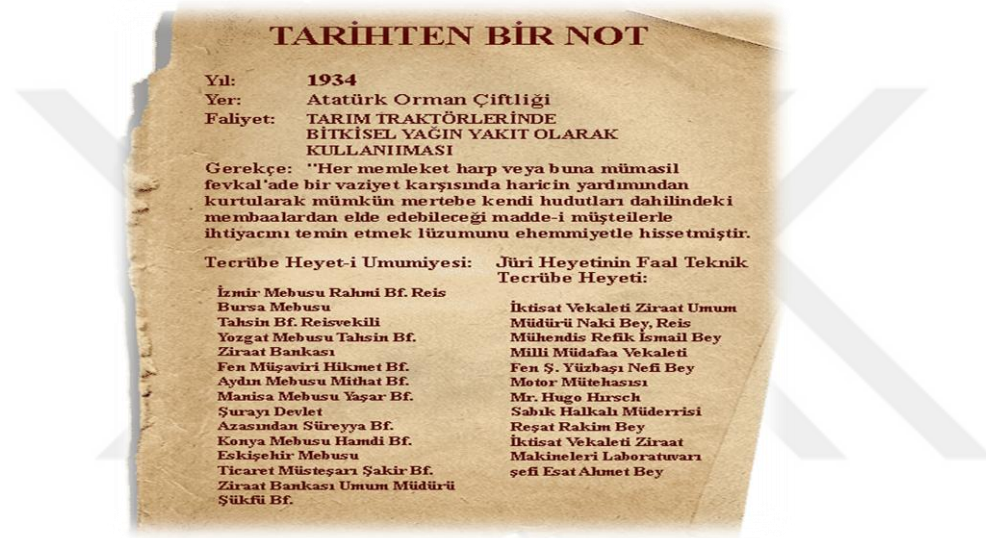 TARİHTEN BİR NOT
Yıl: 1934
Yer: Atatürk Orman Çiftliği
Faliyet: TARIM TRAKTÖRLERİNDE
BİTKİSEL YAĞIN YAKIT OLARAK
KULLANIIMASI
Gerekçe: "Her memleket harp veya buna mümasil
fevkal'ade bir vaziyet karşısında haricin yardımından
kurtularak mümkün mertebe kendi hudutları dahilindeki
membaalardan elde edebileceği madde-i müşteilerle
ihtiyacını temin etmek lüzumunu ehemmiyetle hissetmiştir.
Tecrübe Heyet-i Umumiyesi:
İzmir Mebusu Rahmi Bf. Reis
Bursa Mebusu
Tahsin Bf. Reisvekili
Yozgat Mebusu Tahsin Bf.
Ziraat Bankası
Fen Müşaviri Hikmet Bf.
Aydın Mebusu Mithat Bf.
Manisa Mebusu Yaşar Bf.
Şurayı Devlet
Azasından Süreyya Bf.
Konya Mebusu Hamdi Bf.
Eskişehir Mebusu
Ticaret Müsteşarı Şakir Bf.
Ziraat Bankası Umum Müdürü
Şükfü Bf.
Jüri Heyetinin Faal Teknik
Tecrübe Heyeti:
İktisat Vekaleti Ziraat Umum
Müdürü Naki Bey, Reis
Mühendis Refik İsmail Bey
Milli Müdafaa Vekaleti
Fen Ş. Yüzbaşı Nefi Bey
Motor Mütehasısı
Mr. Hugo Hırsch
Sabık Halkalı Müderrisi
Reşat Rakim Bey
İktisat Vekaleti Ziraat
Makineleri Laboratuvarı
şefi Esat Ahmet Bey